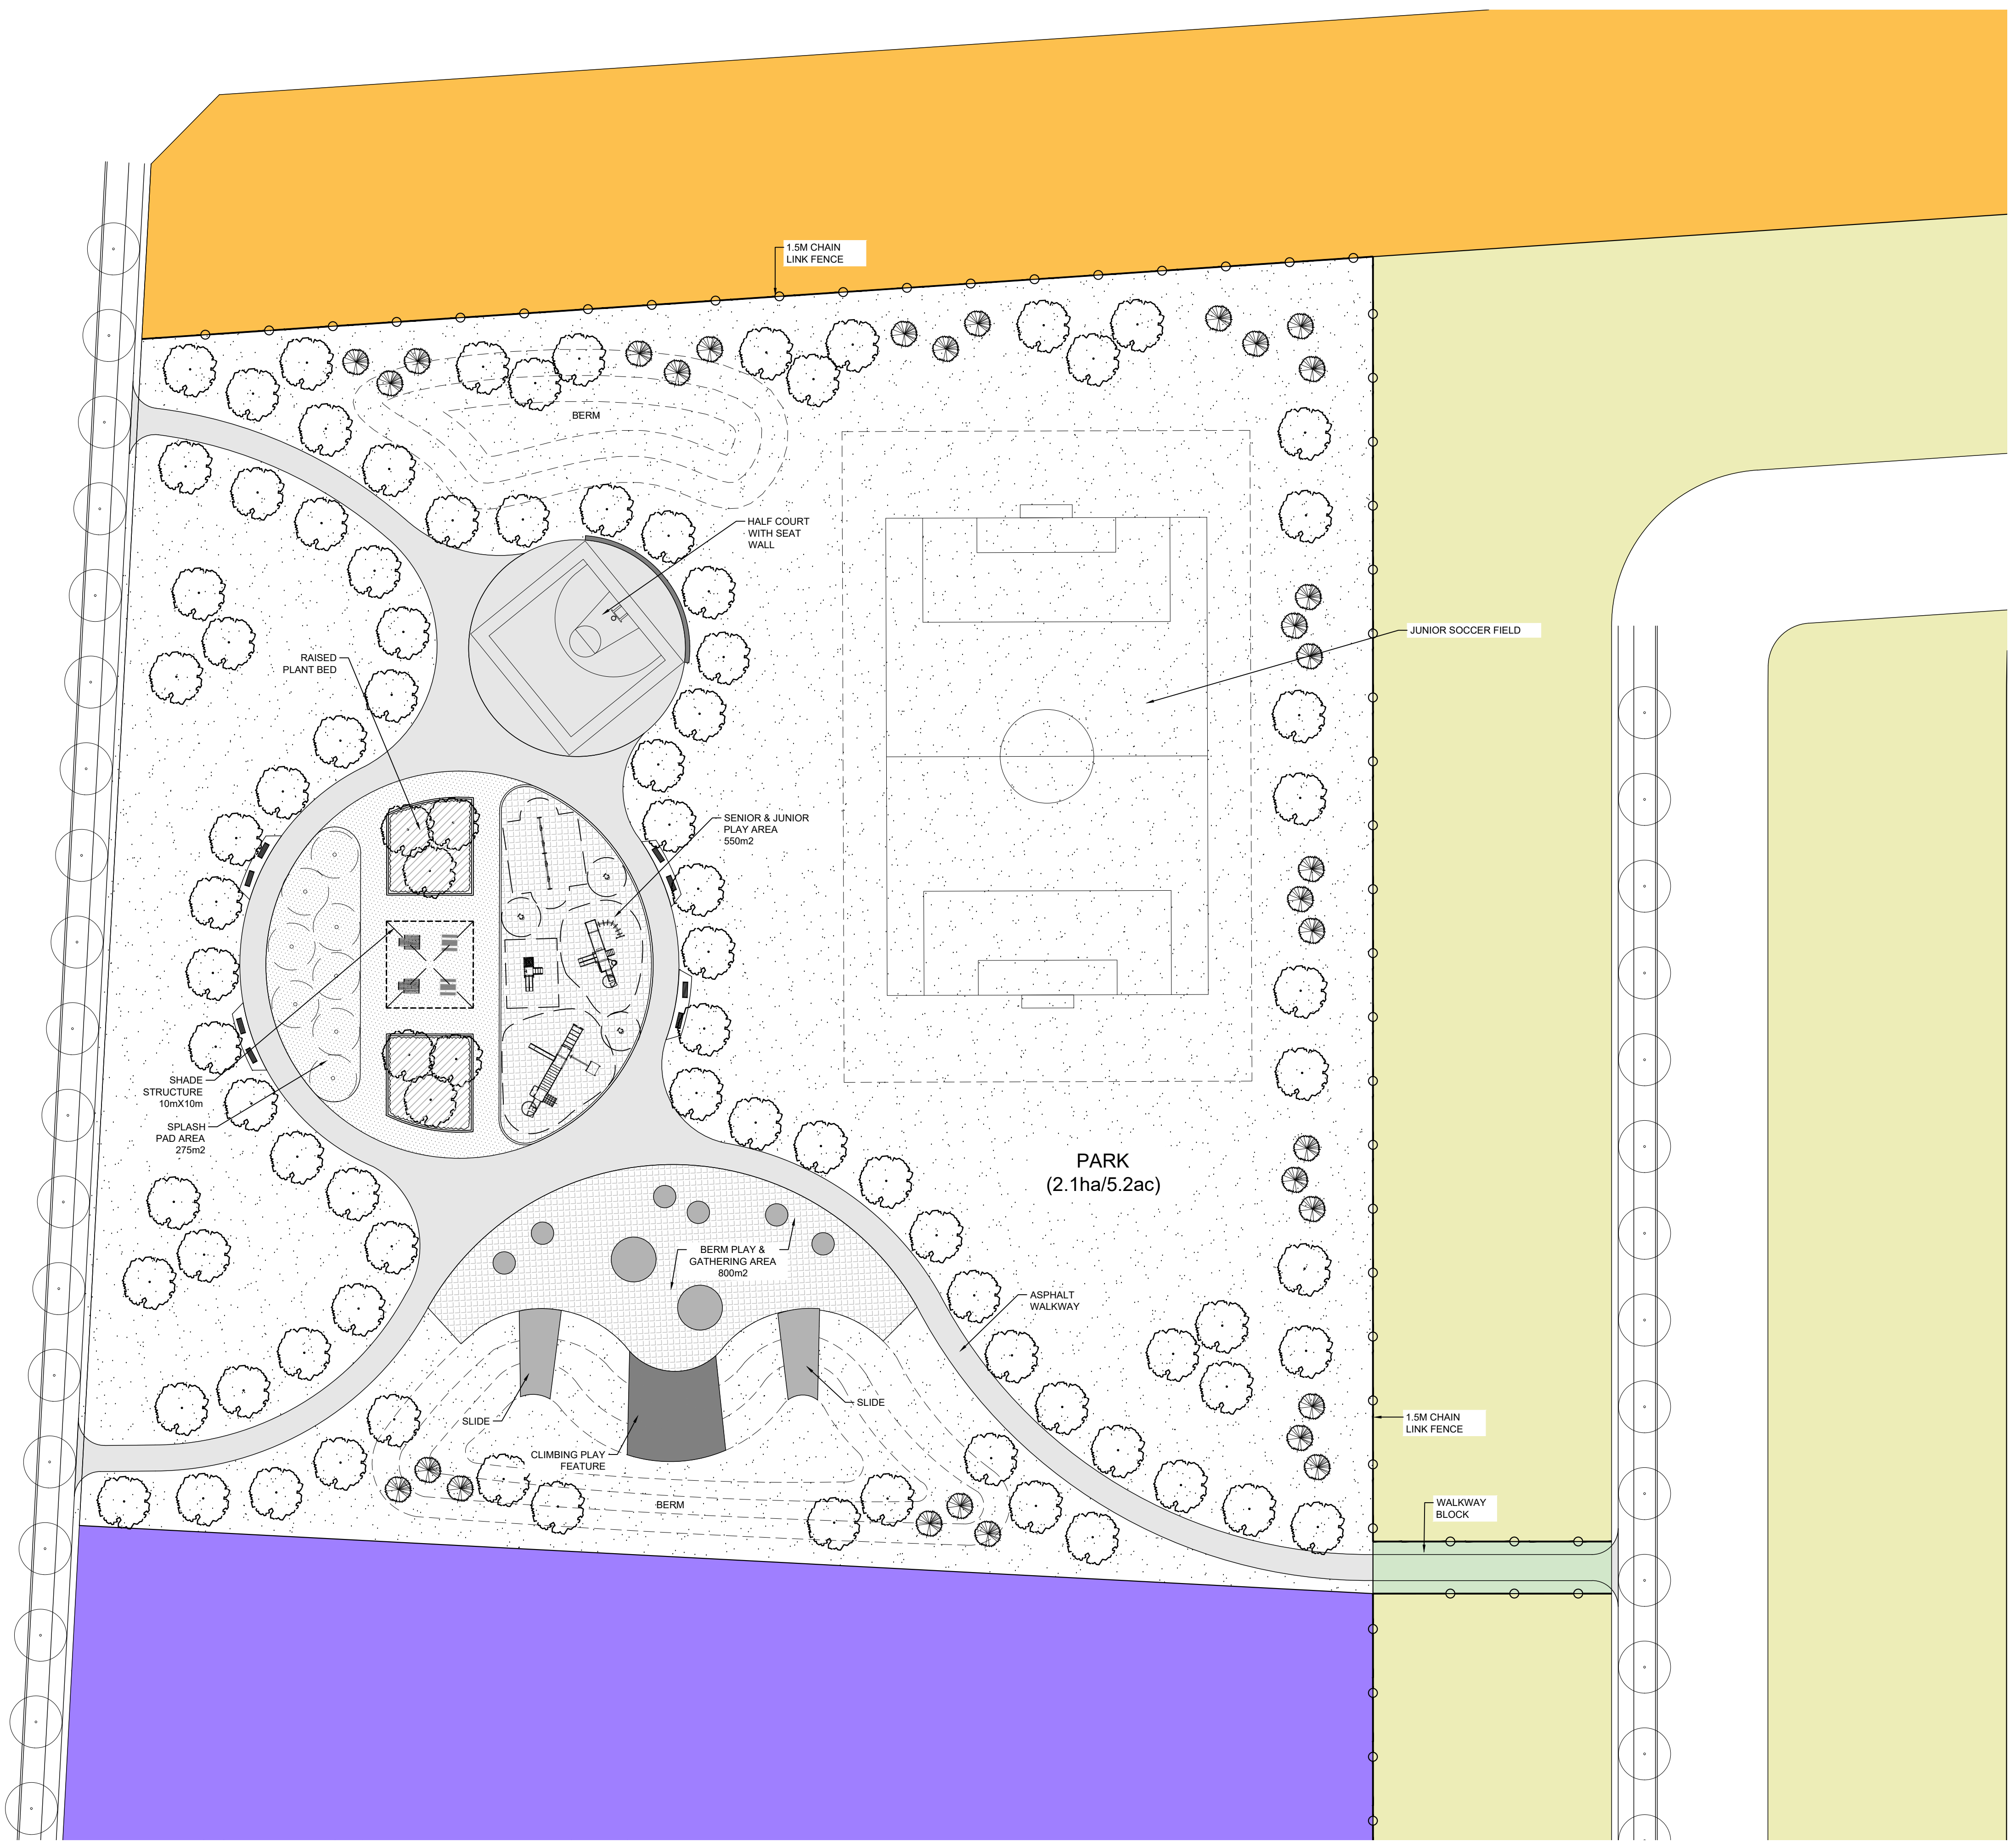 1.5M CHAIN
LINK FENCE
BERM
HALF COURT
WITH SEAT
WALL
JUNIOR SOCCER FIELD
RAISED
PLANT BED
SENIOR & JUNIOR
PLAY AREA
550m2
SHADE
STRUCTURE
10mX10m
SPLASH
PAD AREA
275m2
PARK
(2.1ha/5.2ac)
BERM PLAY &
GATHERING AREA
800m2
ASPHALT
WALKWAY
SLIDE
SLIDE
1.5M CHAIN
LINK FENCE
CLIMBING PLAY
FEATURE
BERM
WALKWAY
BLOCK